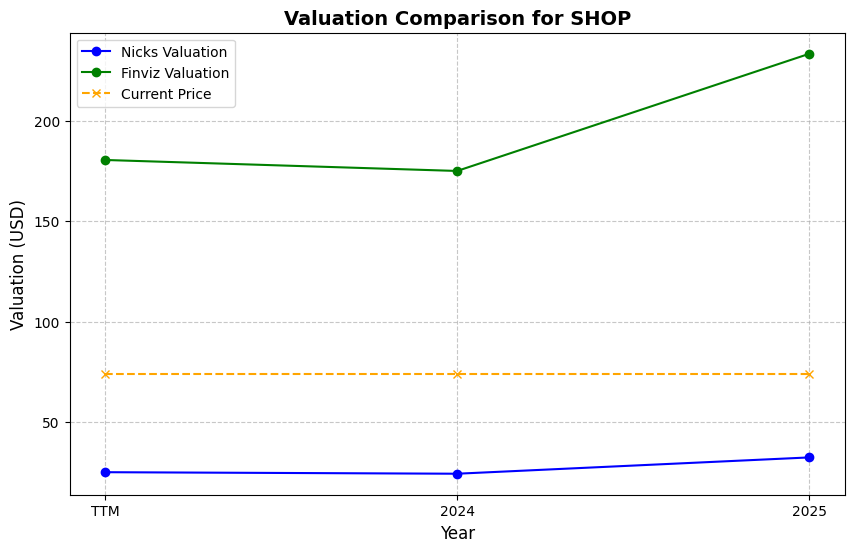 Valuation Comparison for SHOP
Nicks Valuation
Finviz Valuation
Current Price
Valuation (USD)
200
150
100
50
TTM 2024 2025
Year